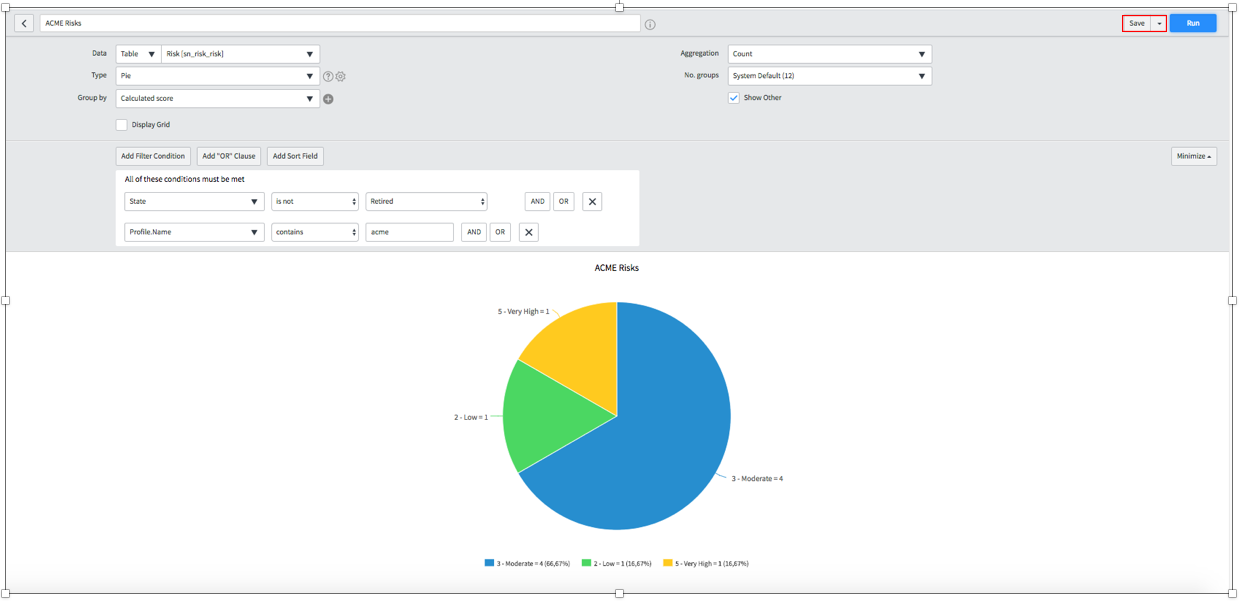 ACME Risks
Save
Run
Data Table Risk [sn_risk_risk] Aggregation Count
Type Pie No. groups System Default (12)
Group by Calculated score Show Other
Display Grid
Add Filter Condition Add "OR" Clause Add Sort Field Minimize
All of these conditions must be met
State is not Retired AND OR
Profile.Name contains acme AND OR
ACME Risks
5 - Very High = 1
2 - Low = 1
3 - Moderate = 4
3 - Moderate = 4 (66,67%) 2 - Low = 1 (16,67%) 5 - Very High = 1 (16,67%)